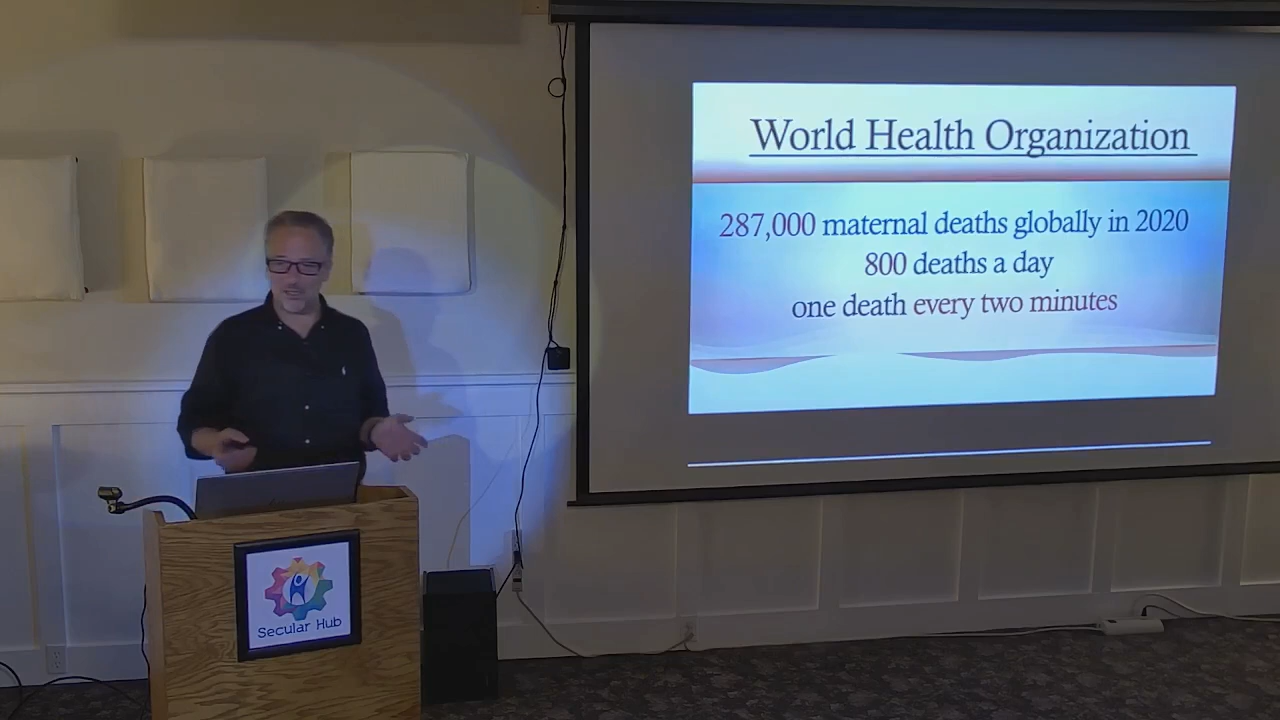 World Health Organization
287,000 maternal deaths globally in 2020
800 deaths a day
one death every two minutes
Secular Hub